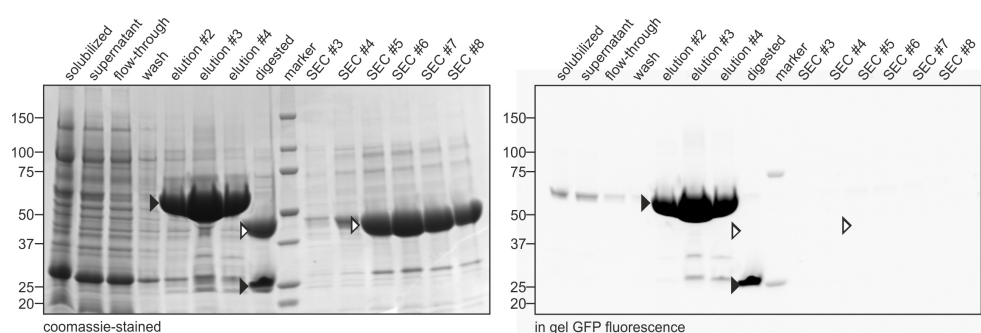 solubilized
supernatant
flow-through
wash
elution #2
elution #3
elution #4
digested
marker
SEC #3
SEC #4
SEC #5
SEC #6
SEC #7
SEC #8
150
100
75
50
37
25
20
coomassie-stained
solubilized
supernatant
flow-through
wash
elution #2
elution #3
elution #4
digested
marker
SEC #3
SEC #4
SEC #5
SEC #6
SEC #7
SEC #8
150
100
75
50
37
25
20
in gel GFP fluorescence